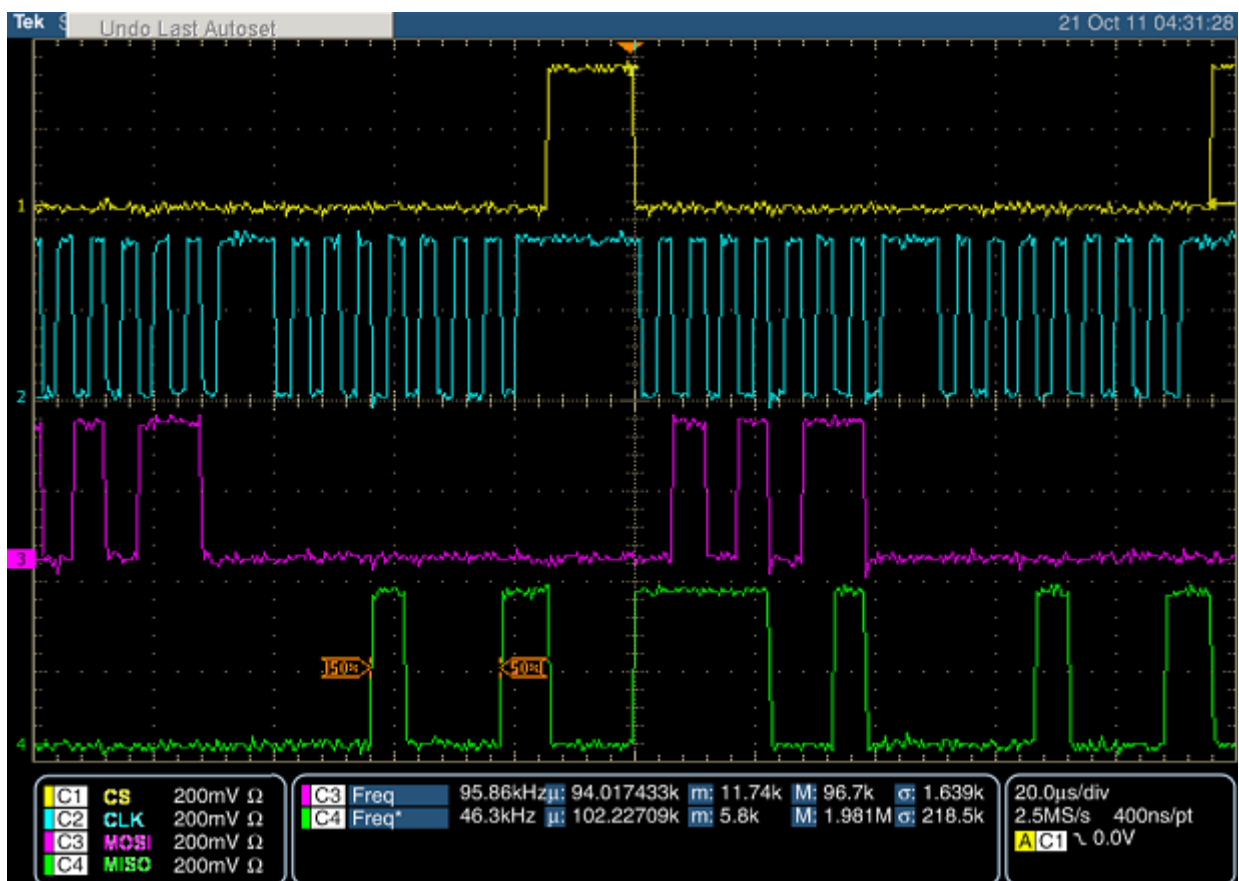 Tek S Undo Last Autoset 21 Oct 11 04:31:28
1
2
3
50% 50%
4
C1 CS 200mV Ω
C2 CLK 200mV Ω
C3 MOSI 200mV Ω
C4 MISO 200mV Ω
C3 Freq 95.86kHz µ: 94.017433k m: 11.74k M: 96.7k σ: 1.639k
C4 Freq* 46.3kHz µ: 102.22709k m: 5.8k M: 1.981M σ: 218.5k
20.0µs/div
2.5MS/s 400ns/pt
A C1 0.0V